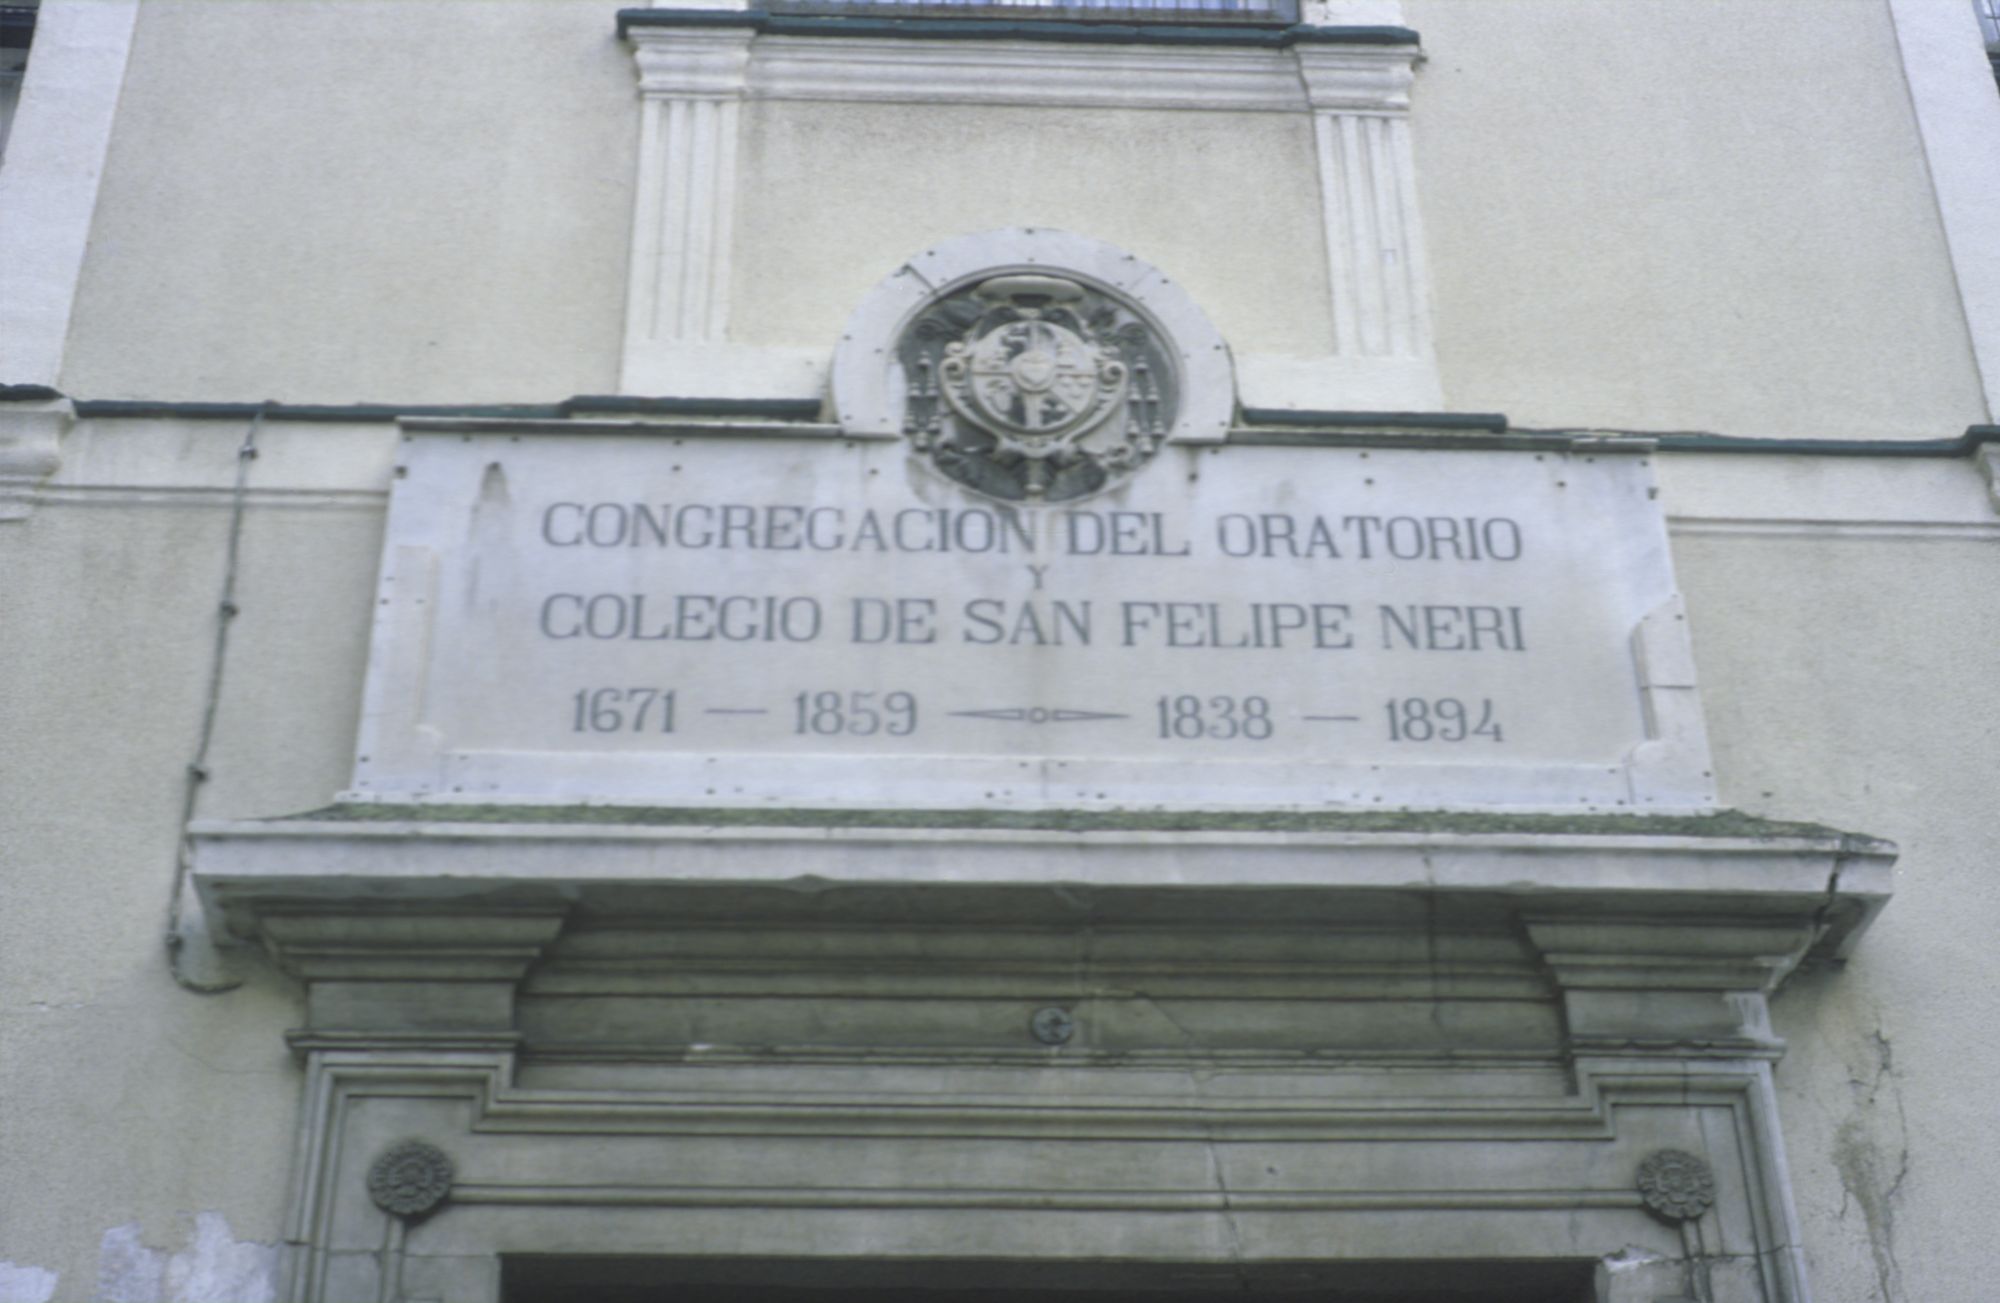 CONGREGACION DEL ORATORIO
Y
COLEGIO DE SAN FELIPE NERI
1671 — 1859 — 1838 — 1894